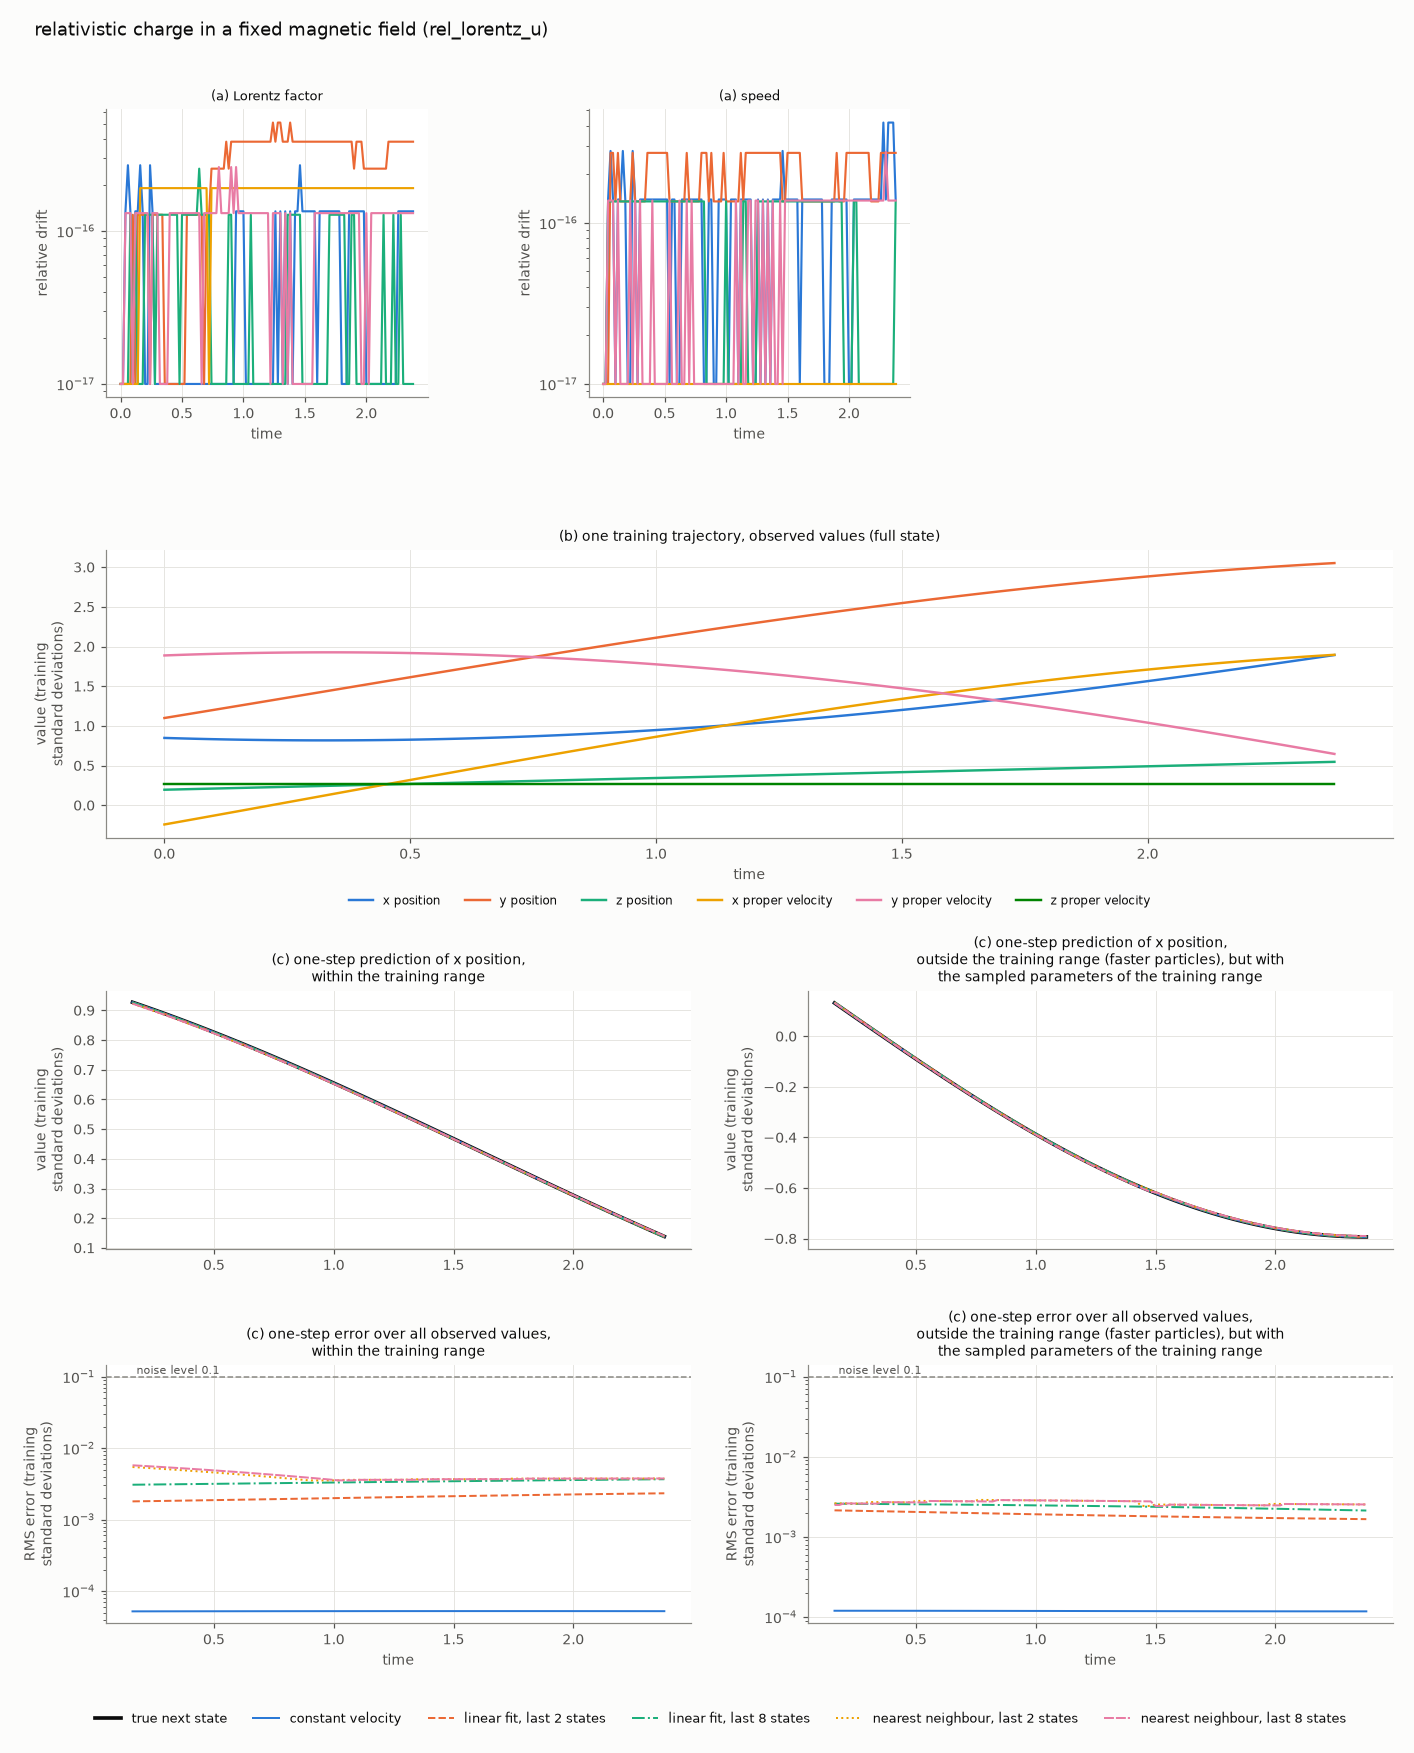 relativistic charge in a fixed magnetic field (rel_lorentz_u)
(a) Lorentz factor
relative drift
10⁻¹⁶
10⁻¹⁷
0.0 0.5 1.0 1.5 2.0
time
(a) speed
relative drift
10⁻¹⁶
10⁻¹⁷
0.0 0.5 1.0 1.5 2.0
time
(b) one training trajectory, observed values (full state)
value (training
standard deviations)
3.0
2.5
2.0
1.5
1.0
0.5
0.0
0.0 0.5 1.0 1.5 2.0
time
x position y position z position x proper velocity y proper velocity z proper velocity
(c) one-step prediction of x position,
within the training range
value (training
standard deviations)
0.9
0.8
0.7
0.6
0.5
0.4
0.3
0.2
0.1
0.5 1.0 1.5 2.0
(c) one-step prediction of x position,
outside the training range (faster particles), but with
the sampled parameters of the training range
value (training
standard deviations)
0.0
−0.2
−0.4
−0.6
−0.8
0.5 1.0 1.5 2.0
(c) one-step error over all observed values,
within the training range
RMS error (training
standard deviations)
noise level 0.1
10⁻¹
10⁻²
10⁻³
10⁻⁴
0.5 1.0 1.5 2.0
time
(c) one-step error over all observed values,
outside the training range (faster particles), but with
the sampled parameters of the training range
RMS error (training
standard deviations)
noise level 0.1
10⁻¹
10⁻²
10⁻³
10⁻⁴
0.5 1.0 1.5 2.0
time
true next state constant velocity linear fit, last 2 states linear fit, last 8 states nearest neighbour, last 2 states nearest neighbour, last 8 states